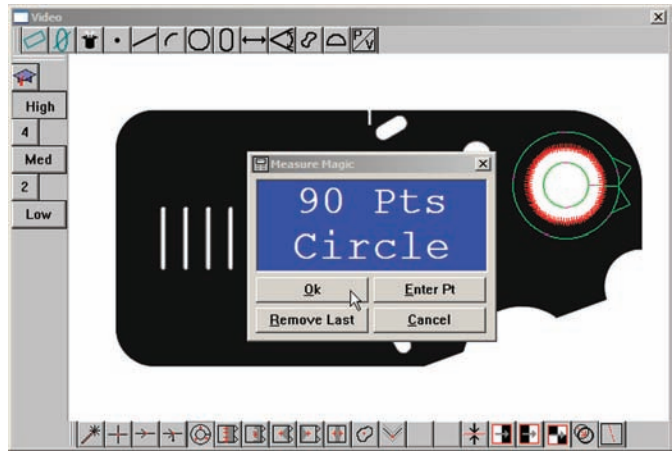 Video
P/V
High
4
Med
2
Low
Measure Magic
90 Pts
Circle
Ok
Enter Pt
Remove Last
Cancel